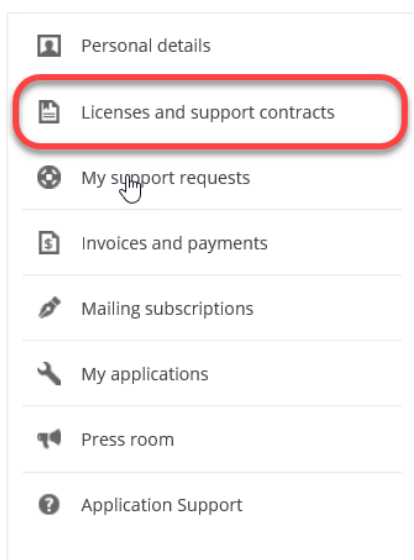 Personal details
Licenses and support contracts
My support requests
Invoices and payments
Mailing subscriptions
My applications
Press room
Application Support